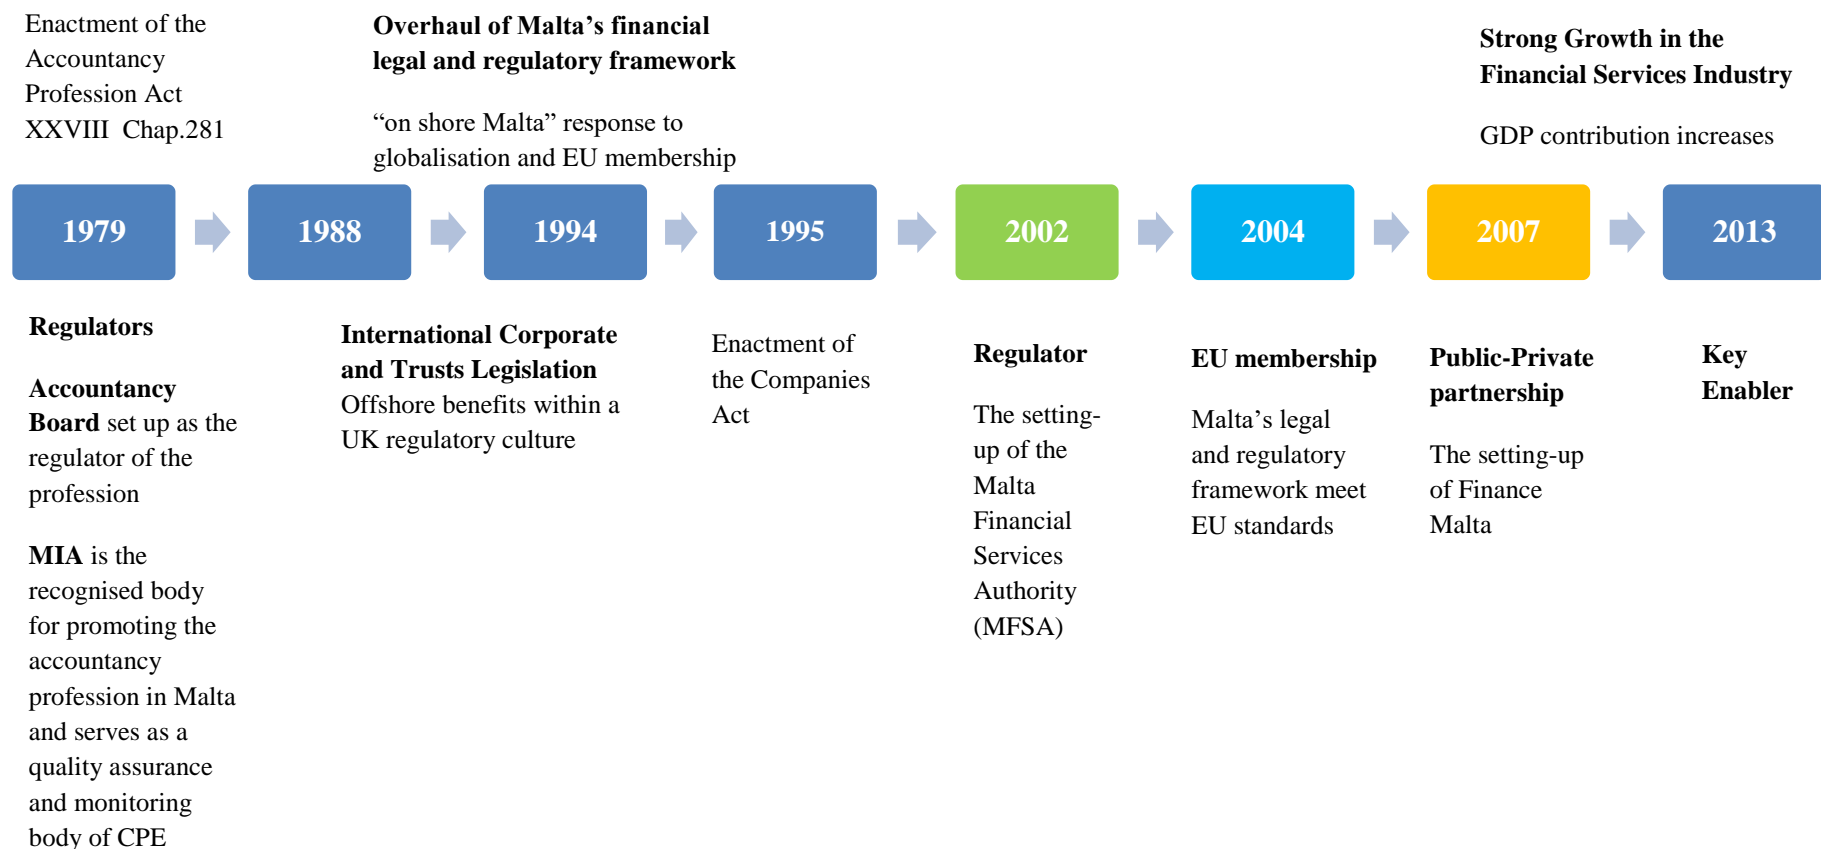 Enactment of the
Accountancy
Profession Act
XXVIII Chap.281
Overhaul of Malta’s financial
legal and regulatory framework
“on shore Malta” response to
globalisation and EU membership
Strong Growth in the
Financial Services Industry
GDP contribution increases
1979
1988
1994
1995
2002
2004
2007
2013
Regulators
Accountancy
Board set up as the
regulator of the
profession
MIA is the
recognised body
for promoting the
accountancy
profession in Malta
and serves as a
quality assurance
and monitoring
body of CPE
International Corporate
and Trusts Legislation
Offshore benefits within a
UK regulatory culture
Enactment of
the Companies
Act
Regulator
The setting-
up of the
Malta
Financial
Services
Authority
(MFSA)
EU membership
Malta’s legal
and regulatory
framework meet
EU standards
Public-Private
partnership
The setting-up
of Finance
Malta
Key
Enabler